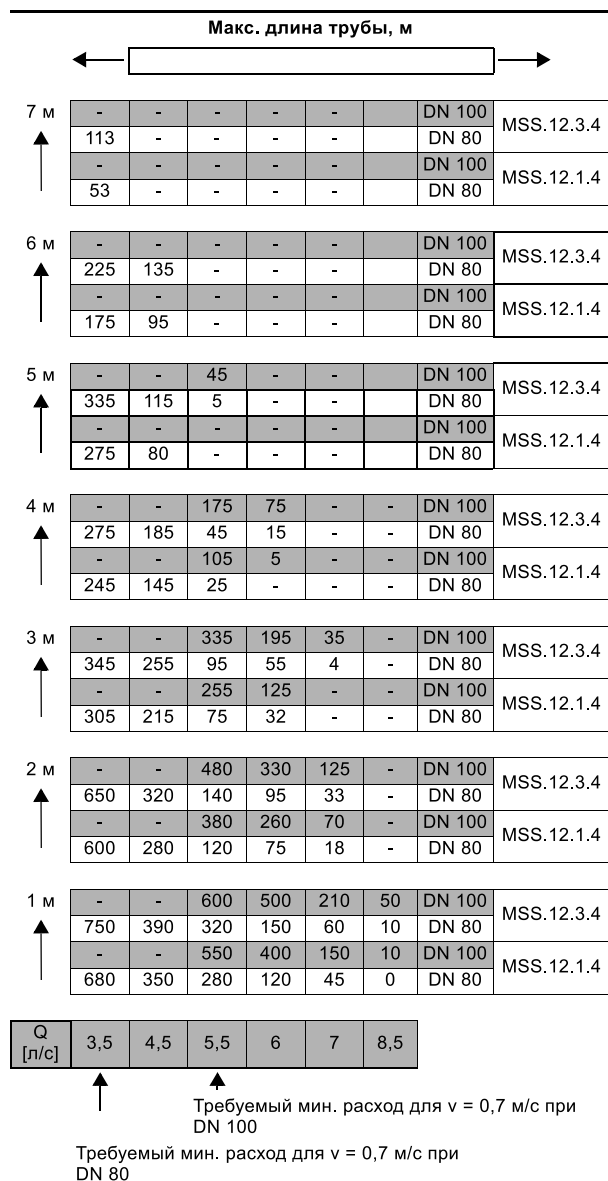 Макс. длина трубы, м
7 м
- - - - - DN 100 MSS.12.3.4
113 - - - - DN 80
- - - - - DN 100 MSS.12.1.4
53 - - - - DN 80
6 м
- - - - - DN 100 MSS.12.3.4
225 135 - - - DN 80
- - - - - DN 100 MSS.12.1.4
175 95 - - - DN 80
5 м
- - 45 - - DN 100 MSS.12.3.4
335 115 5 - - DN 80
- - - - - DN 100 MSS.12.1.4
275 80 - - - DN 80
4 м
- - 175 75 - - DN 100 MSS.12.3.4
275 185 45 15 - - DN 80
- - 105 5 - - DN 100 MSS.12.1.4
245 145 25 - - - DN 80
3 м
- - 335 195 35 - DN 100 MSS.12.3.4
345 255 95 55 4 - DN 80
- - 255 125 - - DN 100 MSS.12.1.4
305 215 75 32 - - DN 80
2 м
- - 480 330 125 - DN 100 MSS.12.3.4
650 320 140 95 33 - DN 80
- - 380 260 70 - DN 100 MSS.12.1.4
600 280 120 75 18 - DN 80
1 м
- - 600 500 210 50 DN 100 MSS.12.3.4
750 390 320 150 60 10 DN 80
- - 550 400 150 10 DN 100 MSS.12.1.4
680 350 280 120 45 0 DN 80
Q
[л/с]
3,5 4,5 5,5 6 7 8,5
Требуемый мин. расход для v = 0,7 м/с при
DN 100
Требуемый мин. расход для v = 0,7 м/с при
DN 80